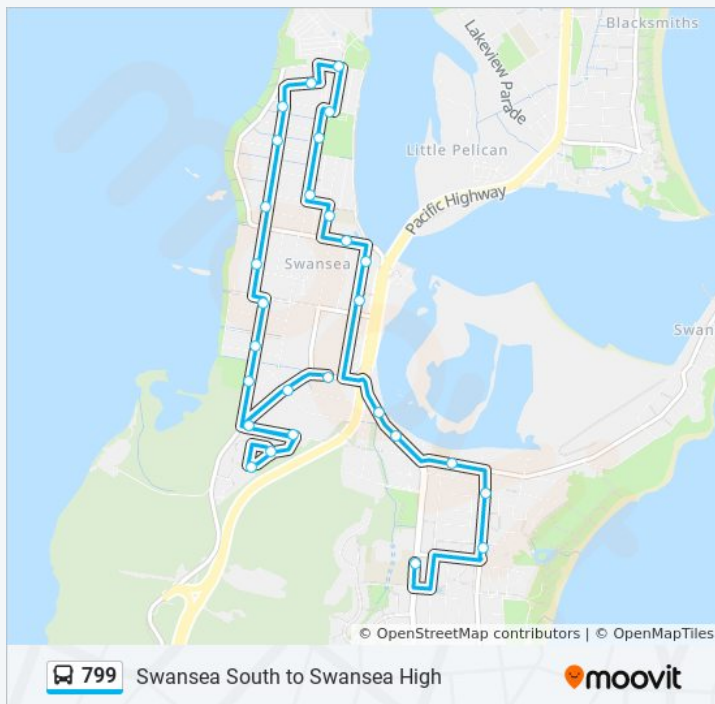 Blacksmiths
Lakeview Parade
Little Pelican
Pacific Highway
Swansea
Swan
© OpenStreetMap contributors | © OpenMapTiles
799 Swansea South to Swansea High
moovit